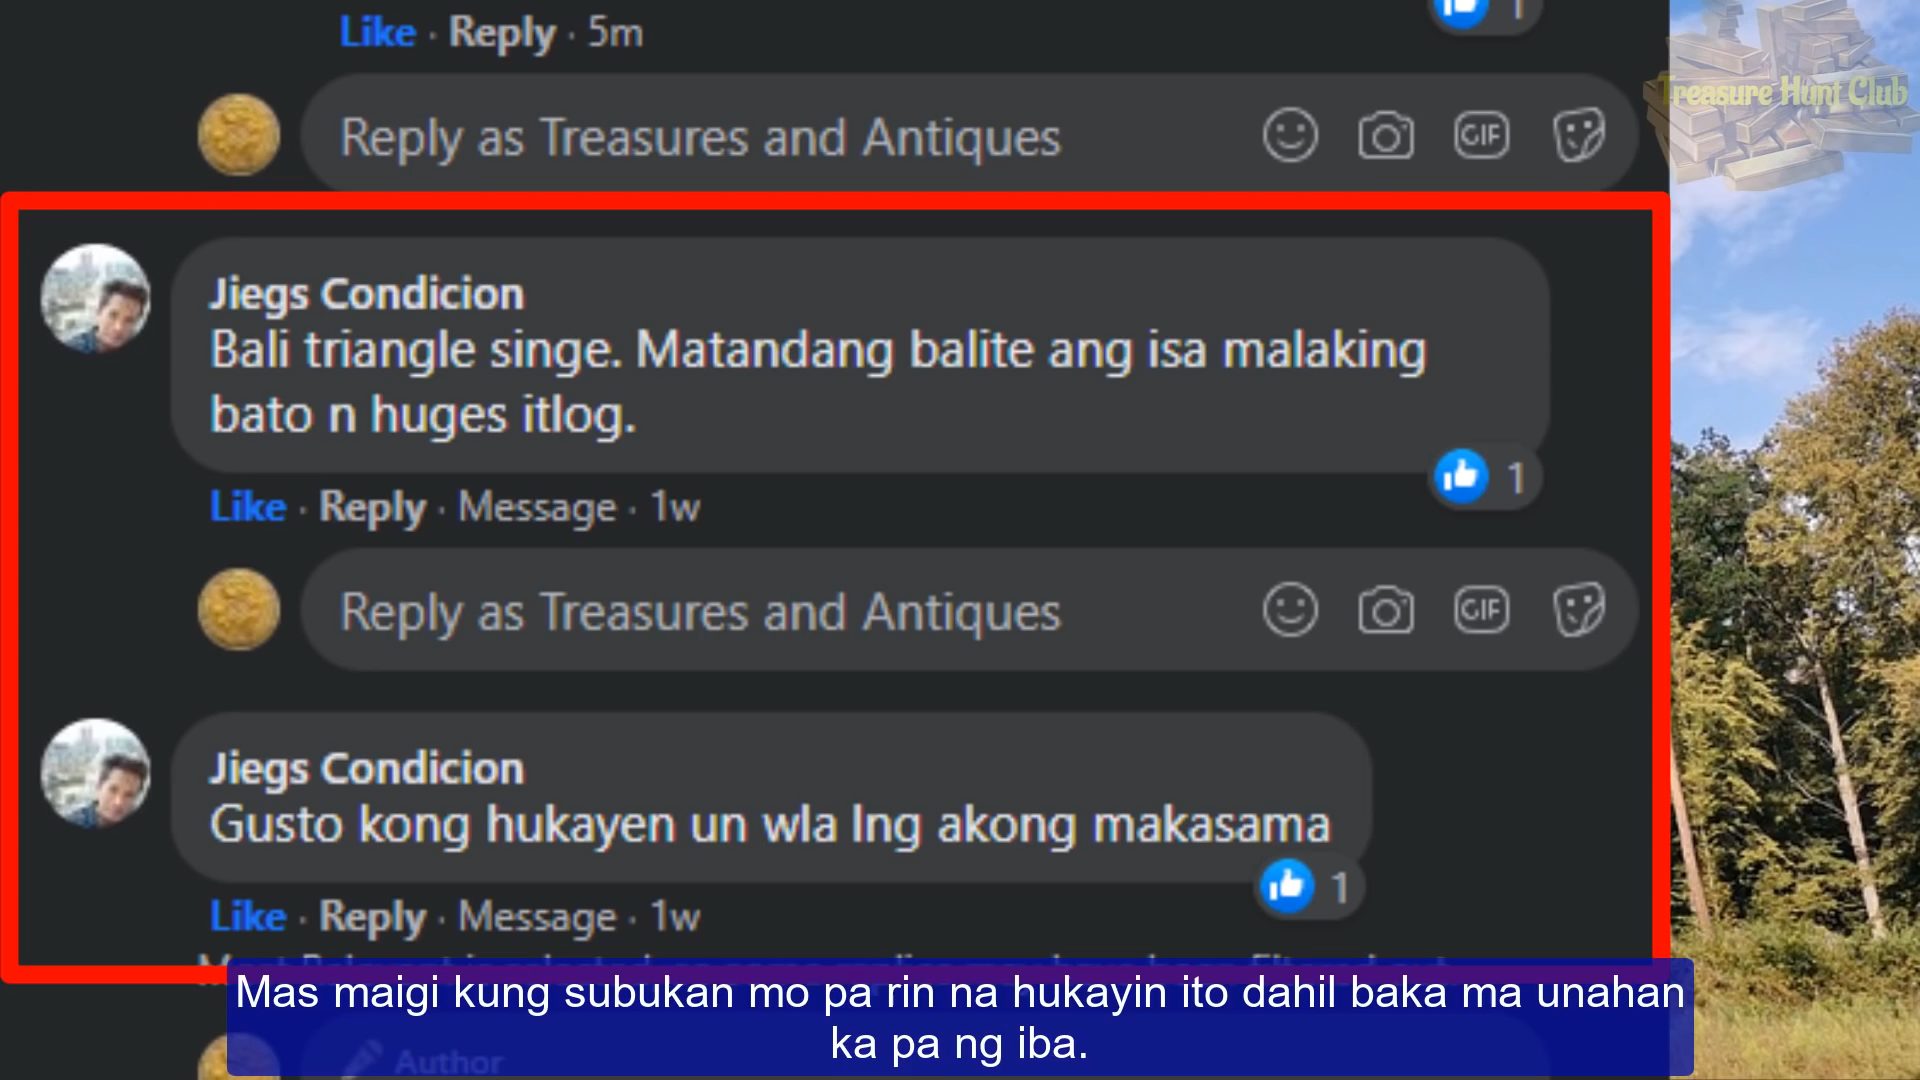 Like · Reply · 5m
1
Treasure Hunt Club
Reply as Treasures and Antiques
GIF
Jiegs Condicion
Bali triangle singe. Matandang balite ang isa malaking
bato n huges itlog.
1
Like · Reply · Message · 1w
Reply as Treasures and Antiques
GIF
Jiegs Condicion
Gusto kong hukayen un wla lng akong makasama
1
Like · Reply · Message · 1w
Mas maigi kung subukan mo pa rin na hukayin ito dahil baka ma unahan
ka pa ng iba.
Author